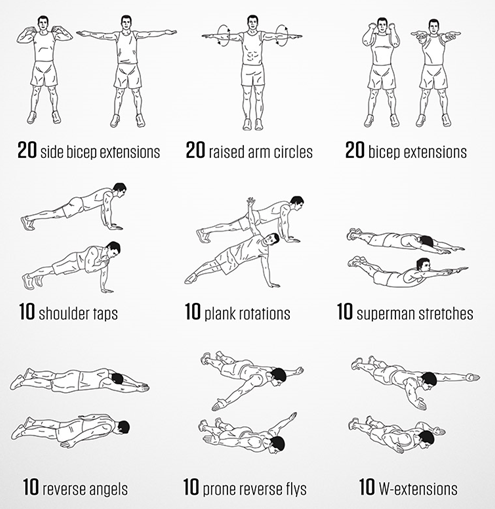 20 side bicep extensions
20 raised arm circles
20 bicep extensions
10 shoulder taps
10 plank rotations
10 superman stretches
10 reverse angels
10 prone reverse flys
10 W-extensions